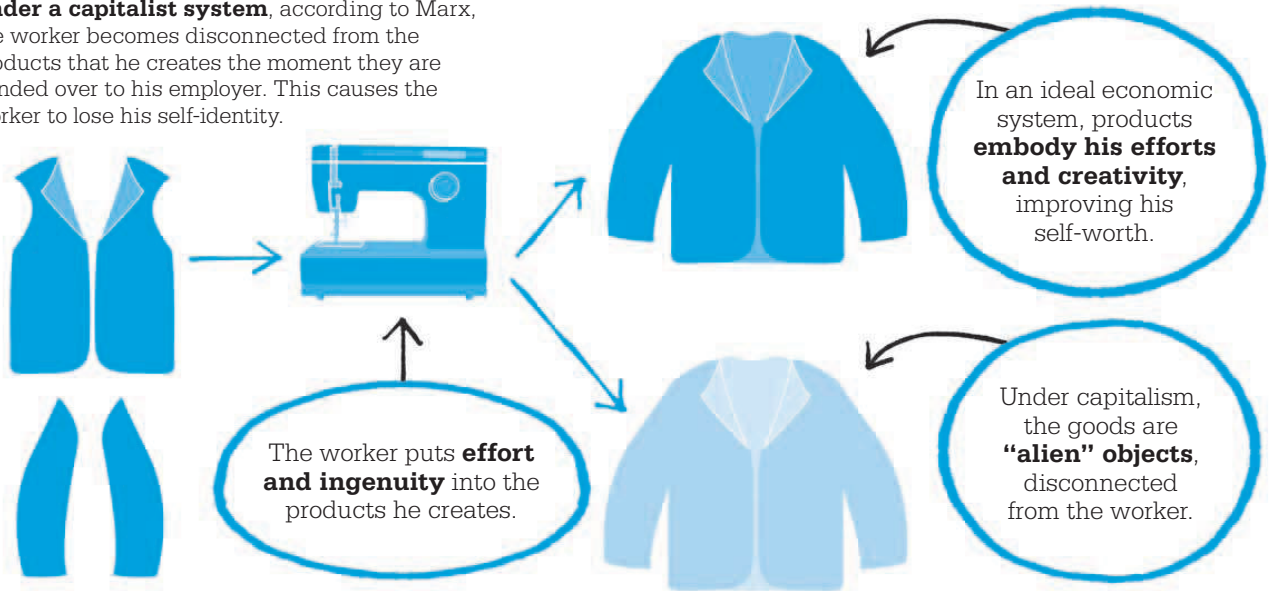 nder a capitalist system, according to Marx,
e worker becomes disconnected from the
oducts that he creates the moment they are
nded over to his employer. This causes the
orker to lose his self-identity.
In an ideal economic
system, products
embody his efforts
and creativity,
improving his
self-worth.
The worker puts effort
and ingenuity into the
products he creates.
Under capitalism,
the goods are
“alien” objects,
disconnected
from the worker.